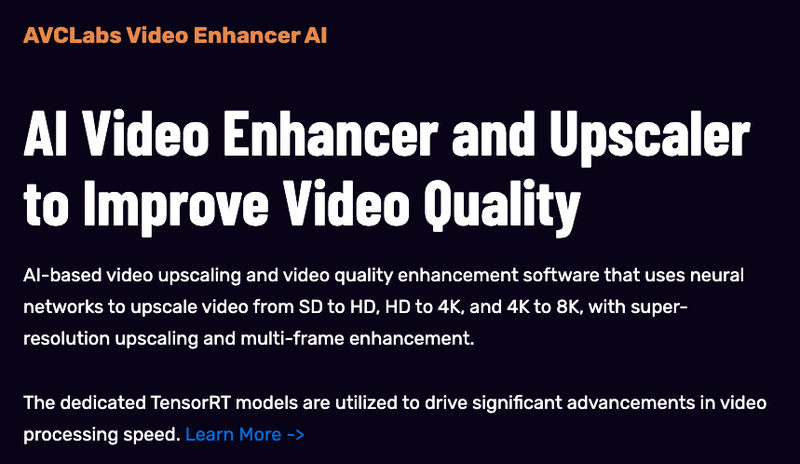 AVCLabs Video Enhancer AI
AI Video Enhancer and Upscaler
to Improve Video Quality
AI-based video upscaling and video quality enhancement software that uses neural
networks to upscale video from SD to HD, HD to 4K, and 4K to 8K, with super-
resolution upscaling and multi-frame enhancement.
The dedicated TensorRT models are utilized to drive significant advancements in video
processing speed. Learn More ->